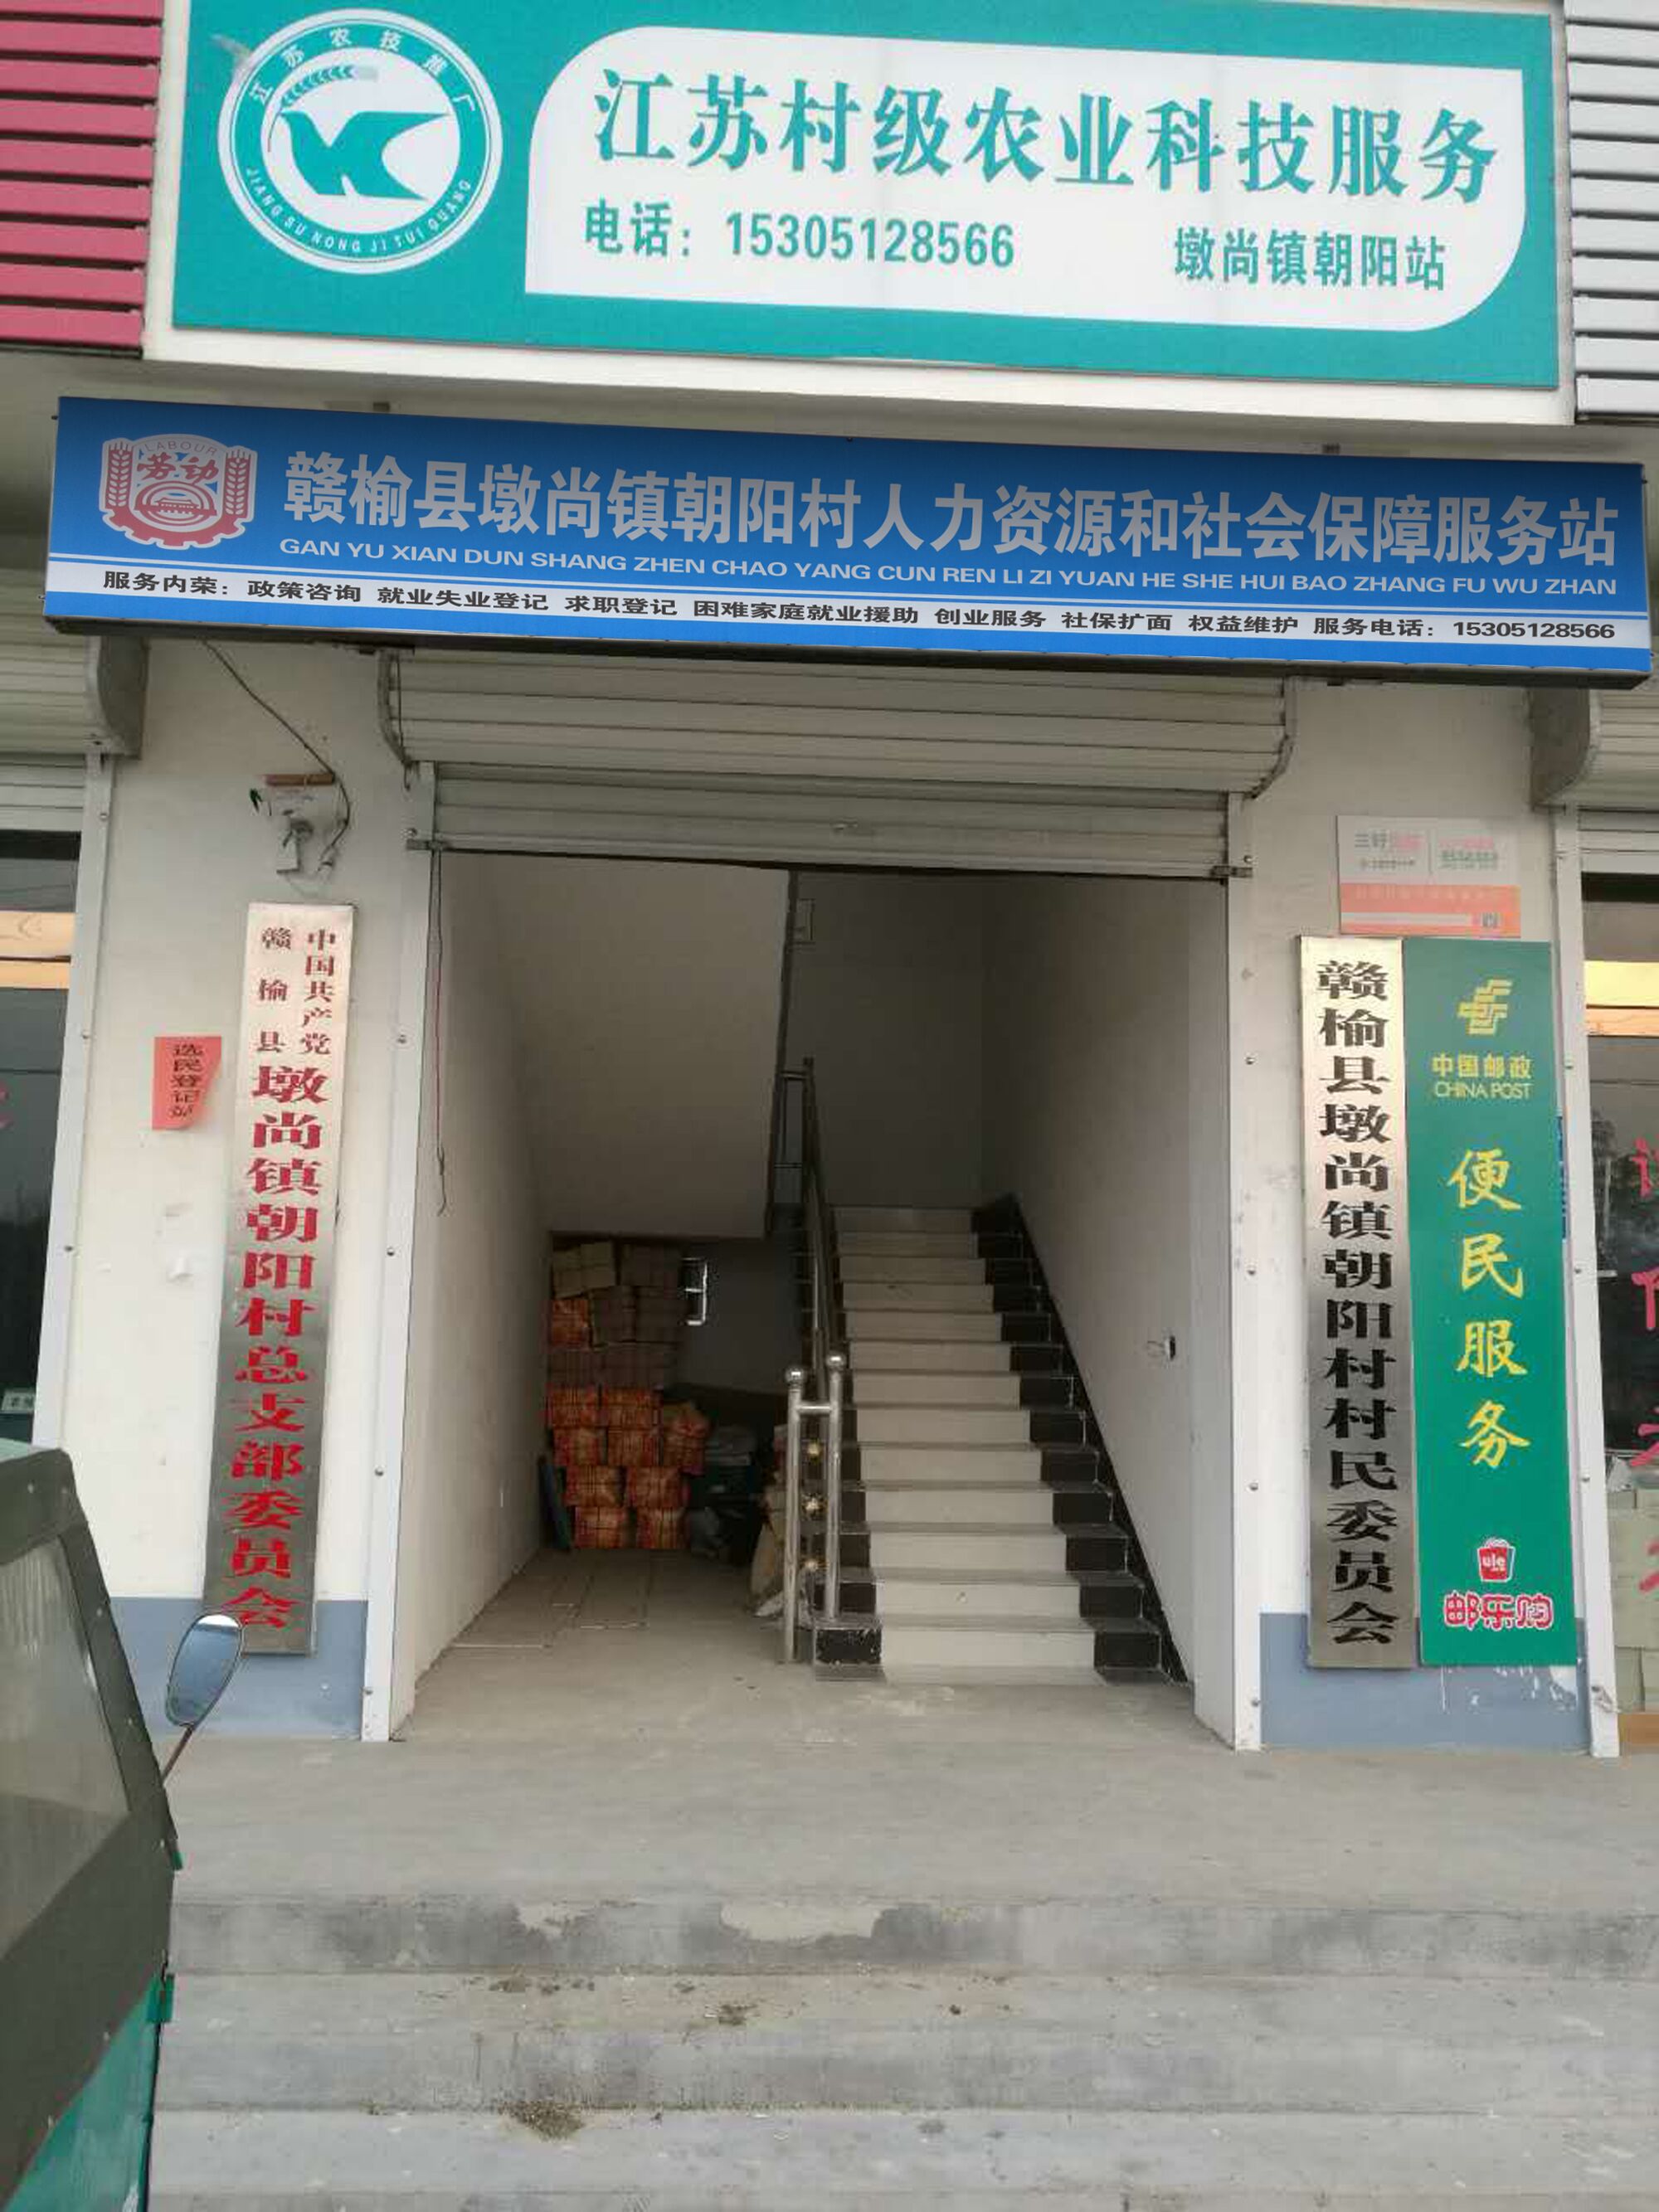 江苏农技推广
JIANG SU NONG JI TUI GUANG
江苏村级农业科技服务
电话：15305128566
墩尚镇朝阳站
LABOUR
劳动
赣榆县墩尚镇朝阳村人力资源和社会保障服务站
GAN YU XIAN DUN SHANG ZHEN CHAO YANG CUN REN LI ZI YUAN HE SHE HUI BAO ZHANG FU WU ZHAN
服务内荣：政策咨询 就业失业登记 求职登记 困难家庭就业援助 创业服务 社保扩面 权益维护 服务电话：15305128566
选民登记站
中国共产党
赣榆县
墩尚镇朝阳村总支部委员会
赣榆县墩尚镇朝阳村村民委员会
中国邮政
CHINA POST
便民服务
ule
邮乐购